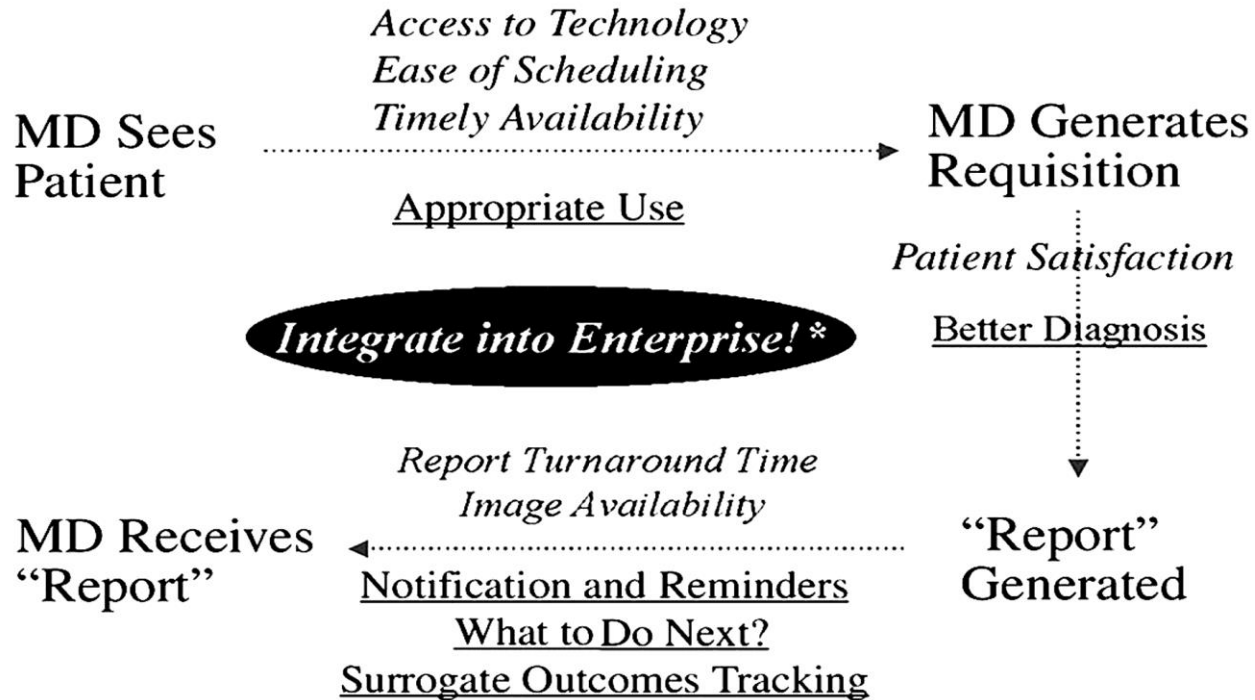 Access to Technology
Ease of Scheduling
Timely Availability
MD Sees
Patient
MD Generates
Requisition
Appropriate Use
Patient Satisfaction
Integrate into Enterprise! *
Better Diagnosis
Report Turnaround Time
Image Availability
MD Receives
“Report”
“Report”
Generated
Notification and Reminders
What to Do Next?
Surrogate Outcomes Tracking